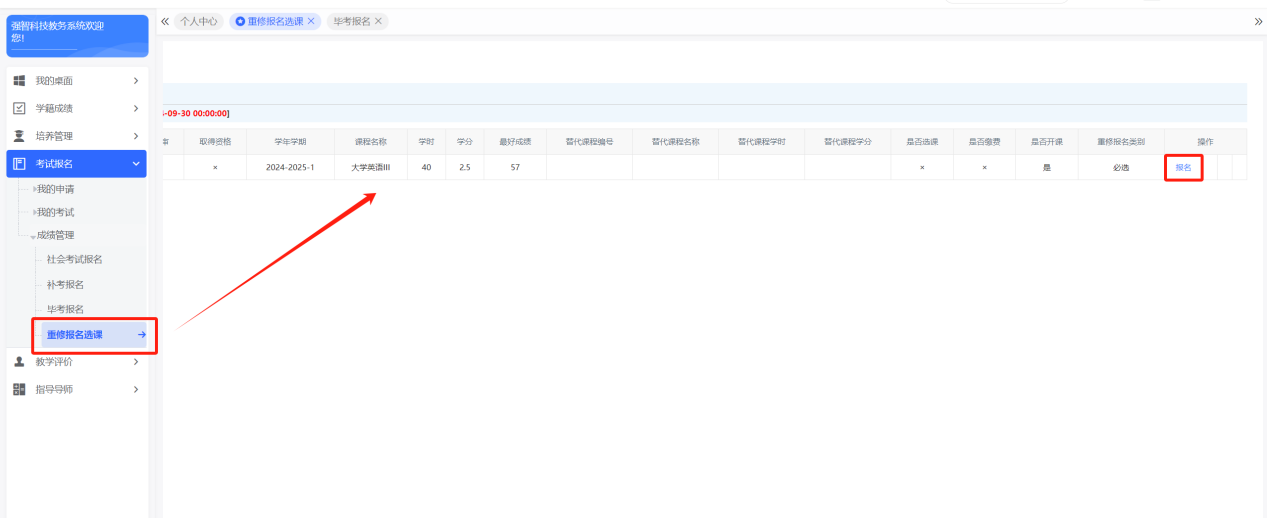 强智科技教务系统欢迎
您!
个人中心 重修报名选课 毕考报名
我的桌面
学籍成绩
培养管理
考试报名
我的申请
我的考试
成绩管理
社会考试报名
补考报名
毕考报名
重修报名选课
教学评价
指导导师
-09-30 00:00:00]
取得资格 学年学期 课程名称 学时 学分 最好成绩 替代课程编号 替代课程名称 替代课程学时 替代课程学分 是否选课 是否缴费 是否开课 重修报名类别 操作
× 2024-2025-1 大学英语III 40 2.5 57 × × 是 必选 报名